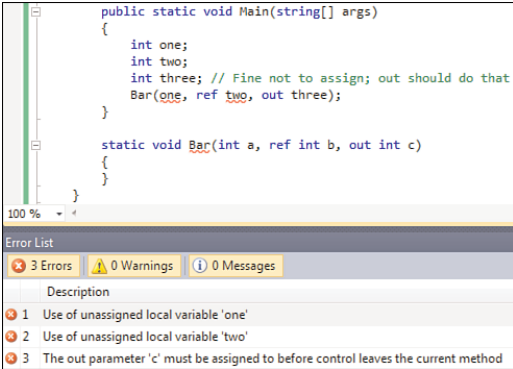 public static void Main(string[] args)
{
int one;
int two;
int three; // Fine not to assign; out should do that
Bar(one, ref two, out three);
}
static void Bar(int a, ref int b, out int c)
{
}
}
100 %
Error List
3 Errors 0 Warnings 0 Messages
Description
1 Use of unassigned local variable 'one'
2 Use of unassigned local variable 'two'
3 The out parameter 'c' must be assigned to before control leaves the current method